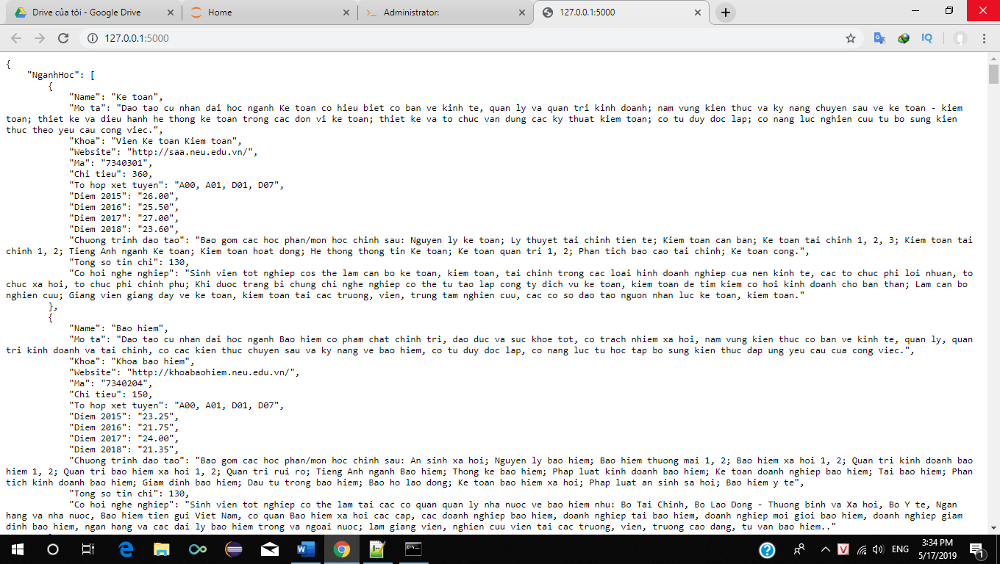 Drive của tôi - Google Drive
Home
Administrator:
127.0.0.1:5000
127.0.0.1:5000
{
"NganhHoc": [
{
"Name": "Ke toan",
"Mo ta": "Dao tao cu nhan dai hoc nganh Ke toan co hieu biet co ban ve kinh te, quan ly va quan tri kinh doanh; nam vung kien thuc va ky nang chuyen sau ve ke toan - kiem
toan; thiet ke va dieu hanh he thong ke toan trong cac don vi ke toan; thiet ke va to chuc van dung cac ky thuat kiem toan; co tu duy doc lap; co nang luc nghien cuu tu bo sung kien
thuc theo yeu cau cong viec.",
"Khoa": "Vien Ke toan Kiem toan",
"Website": "http://saa.neu.edu.vn/",
"Ma": "7340301",
"Chi tieu": 360,
"To hop xet tuyen": "A00, A01, D01, D07",
"Diem 2015": "26.00",
"Diem 2016": "25.50",
"Diem 2017": "27.00",
"Diem 2018": "23.60",
"Chuong trinh dao tao": "Bao gom cac hoc phan/mon hoc chinh sau: Nguyen ly ke toan; Ly thuyet tai chinh tien te; Kiem toan can ban; Ke toan tai chinh 1, 2, 3; Kiem toan tai
chinh 1, 2; Tieng Anh nganh Ke toan; Kiem toan hoat dong; He thong thong tin Ke toan; Ke toan quan tri 1, 2; Phan tich bao cao tai chinh; Ke toan cong.",
"Tong so tin chi": 130,
"Co hoi nghe nghiep": "Sinh vien tot nghiep cos the lam can bo ke toan, kiem toan, tai chinh trong cac loai hinh doanh nghiep cua nen kinh te, cac to chuc phi loi nhuan, to
chuc xa hoi, to chuc phi chinh phu; Khi duoc trang bi chung chi nghe nghiep co the tu tao lap cong ty dich vu ke toan, kiem toan de tim kiem co hoi kinh doanh cho ban than; Lam can bo
nghien cuu; Giang vien giang day ve ke toan, kiem toan tai cac truong, vien, trung tam nghien cuu, cac co so dao tao nguon nhan luc ke toan, kiem toan."
},
{
"Name": "Bao hiem",
"Mo ta": "Dao tao cu nhan dai hoc nganh Bao hiem co pham chat chinh tri, dao duc va suc khoe tot, co trach nhiem xa hoi, nam vung kien thuc co ban ve kinh te, quan ly, quan
tri kinh doanh va tai chinh, co cac kien thuc chuyen sau va ky nang ve bao hiem, co tu duy doc lap, co nang luc tu hoc tap bo sung kien thuc dap ung yeu cau cua cong viec.",
"Khoa": "Khoa bao hiem",
"Website": "http://khoabaohiem.neu.edu.vn/",
"Ma": "7340204",
"Chi tieu": 150,
"To hop xet tuyen": "A00, A01, D01, D07",
"Diem 2015": "23.25",
"Diem 2016": "21.75",
"Diem 2017": "24.00",
"Diem 2018": "21.35",
"Chuong trinh dao tao": "Bao gom cac hoc phan/mon hoc chinh sau: An sinh xa hoi; Nguyen ly bao hiem; Bao hiem thuong mai 1, 2; Bao hiem xa hoi 1, 2; Quan tri kinh doanh bao
hiem 1, 2; Quan tri bao hiem xa hoi 1, 2; Quan tri rui ro; Tieng Anh nganh Bao hiem; Thong ke bao hiem; Phap luat kinh doanh bao hiem; Ke toan doanh nghiep bao hiem; Tai bao hiem; Phan
tich kinh doanh bao hiem; Giam dinh bao hiem; Dau tu trong bao hiem; Bao ho lao dong; Ke toan bao hiem xa hoi; Phap luat an sinh sa hoi; Bao hiem y te",
"Tong so tin chi": 130,
"Co hoi nghe nghiep": "Sinh vien tot nghiep co the lam tai cac co quan quan ly nha nuoc ve bao hiem nhu: Bo Tai Chinh, Bo Lao Dong - Thuong binh va Xa hoi, Bo Y te, Ngan
hang va nha nuoc, Bao hiem tien gui Viet Nam, co quan Bao hiem xa hoi cac cap, cac doanh nghiep bao hiem, doanh nghiep tai bao hiem, doanh nghiep moi gioi bao hiem, doanh nghiep giam
dinh bao hiem, ngan hang va cac dai ly bao hiem trong va ngoai nuoc; lam giang vien, nghien cuu vien tai cac truong, vien, truong cao dang, tu van bao hiem.."
ENG
3:34 PM
5/17/2019
1